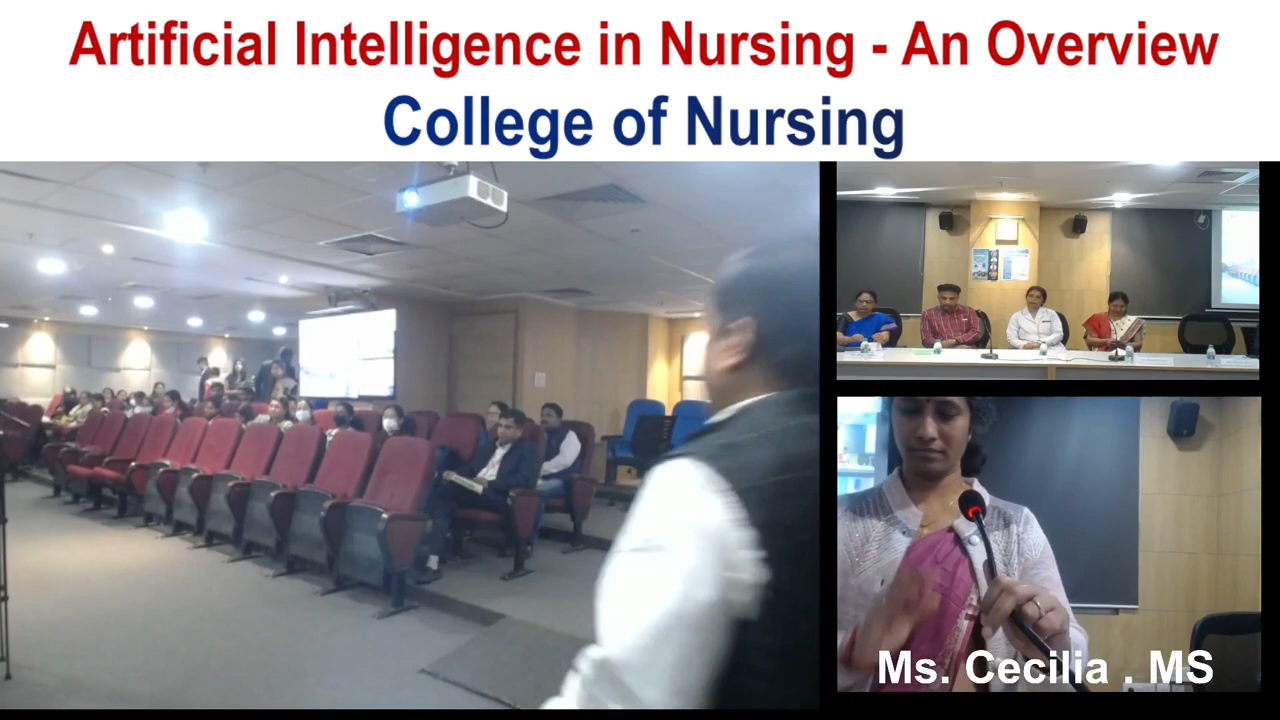 Artificial Intelligence in Nursing - An Overview
College of Nursing
Ms. Cecilia . MS